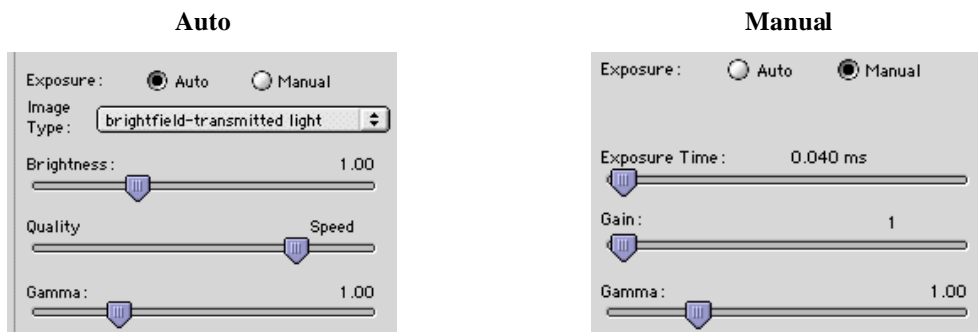 Auto
Exposure: Auto Manual
Image
Type: brightfield-transmitted light
Brightness: 1.00
Quality Speed
Gamma: 1.00
Manual
Exposure: Auto Manual
Exposure Time: 0.040 ms
Gain: 1
Gamma: 1.00